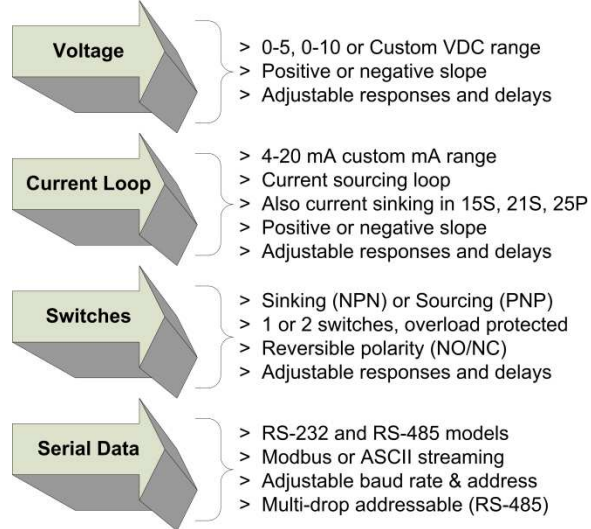 Voltage
> 0-5, 0-10 or Custom VDC range
> Positive or negative slope
> Adjustable responses and delays
Current Loop
> 4-20 mA custom mA range
> Current sourcing loop
> Also current sinking in 15S, 21S, 25P
> Positive or negative slope
> Adjustable responses and delays
Switches
> Sinking (NPN) or Sourcing (PNP)
> 1 or 2 switches, overload protected
> Reversible polarity (NO/NC)
> Adjustable responses and delays
Serial Data
> RS-232 and RS-485 models
> Modbus or ASCII streaming
> Adjustable baud rate & address
> Multi-drop addressable (RS-485)